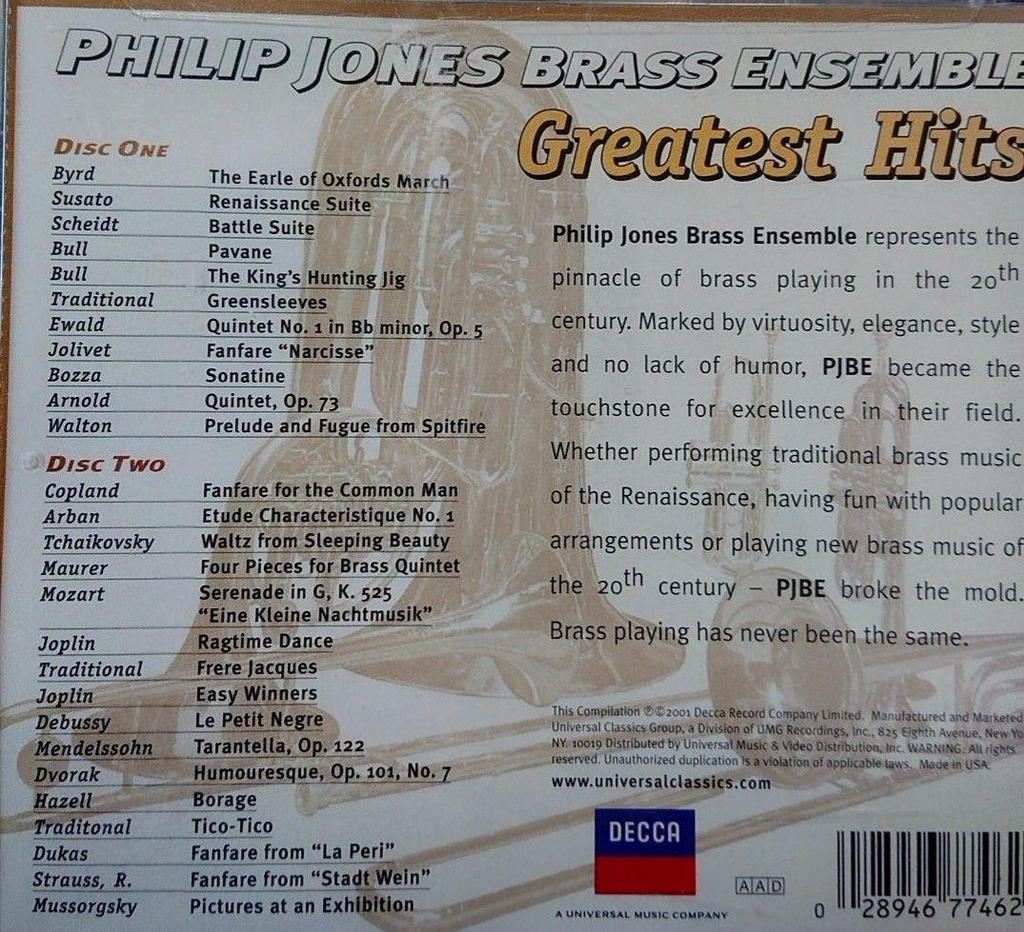 PHILIP JONES BRASS ENSEMBLE
Greatest Hits
DISC ONE
Byrd The Earle of Oxfords March
Susato Renaissance Suite
Scheidt Battle Suite
Bull Pavane
Bull The King's Hunting Jig
Traditional Greensleeves
Ewald Quintet No. 1 in Bb minor, Op. 5
Jolivet Fanfare "Narcisse"
Bozza Sonatine
Arnold Quintet, Op. 73
Walton Prelude and Fugue from Spitfire
DISC TWO
Copland Fanfare for the Common Man
Arban Etude Characteristique No. 1
Tchaikovsky Waltz from Sleeping Beauty
Maurer Four Pieces for Brass Quintet
Mozart Serenade in G, K. 525
"Eine Kleine Nachtmusik"
Joplin Ragtime Dance
Traditional Frere Jacques
Joplin Easy Winners
Debussy Le Petit Negre
Mendelssohn Tarantella, Op. 122
Dvorak Humouresque, Op. 101, No. 7
Hazell Borage
Traditonal Tico-Tico
Dukas Fanfare from "La Peri"
Strauss, R. Fanfare from "Stadt Wein"
Mussorgsky Pictures at an Exhibition
Philip Jones Brass Ensemble represents the
pinnacle of brass playing in the 20th
century. Marked by virtuosity, elegance, style
and no lack of humor, PJBE became the
touchstone for excellence in their field.
Whether performing traditional brass music
of the Renaissance, having fun with popular
arrangements or playing new brass music of
the 20th century – PJBE broke the mold.
Brass playing has never been the same.
This Compilation ℗©2001 Decca Record Company Limited. Manufactured and Marketed
Universal Classics Group, a Division of UMG Recordings, Inc., 825 Eighth Avenue, New Yo
NY. 10019 Distributed by Universal Music & Video Distribution, Inc. WARNING: All rights
reserved. Unauthorized duplication is a violation of applicable laws. Made in USA.
www.universalclassics.com
DECCA
A UNIVERSAL MUSIC COMPANY
AAD
0 28946 77462